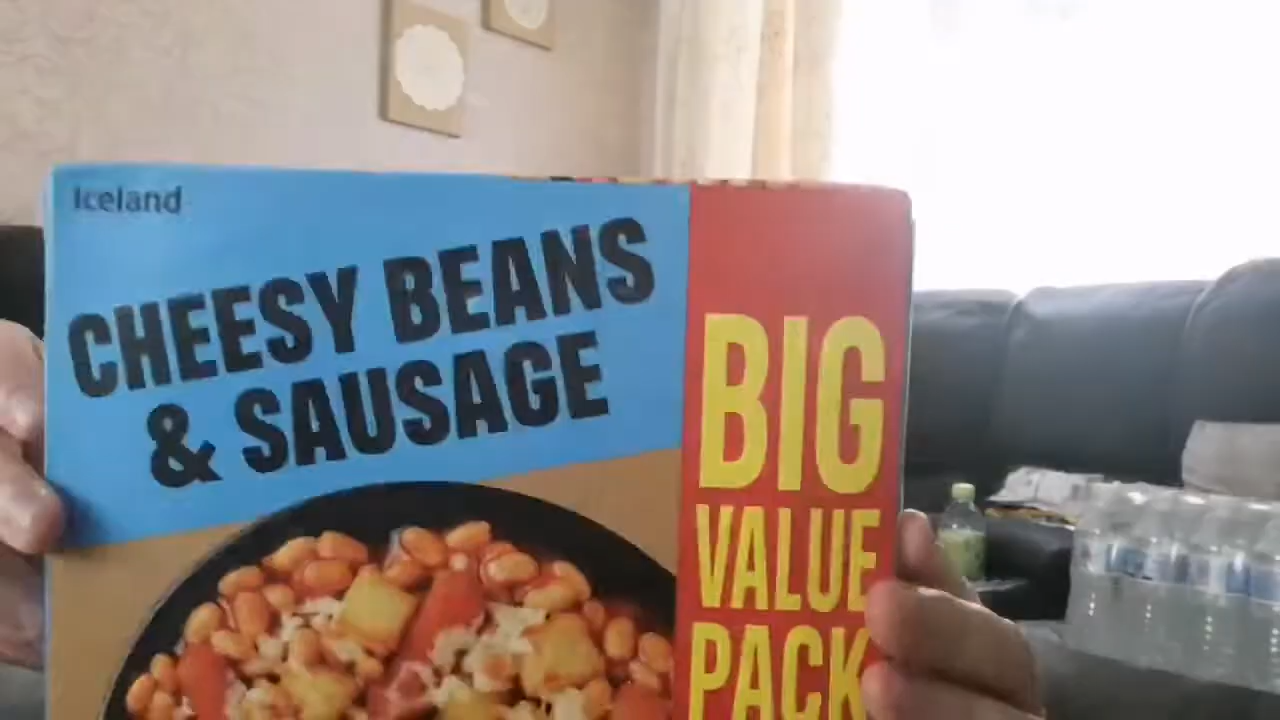 Iceland
CHEESY BEANS
& SAUSAGE
BIG
VALUE
PACK